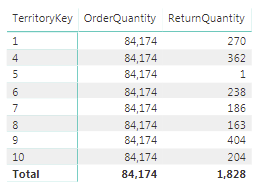 TerritoryKey OrderQuantity ReturnQuantity
1 84,174 270
4 84,174 362
5 84,174 1
6 84,174 238
7 84,174 186
8 84,174 163
9 84,174 404
10 84,174 204
Total 84,174 1,828